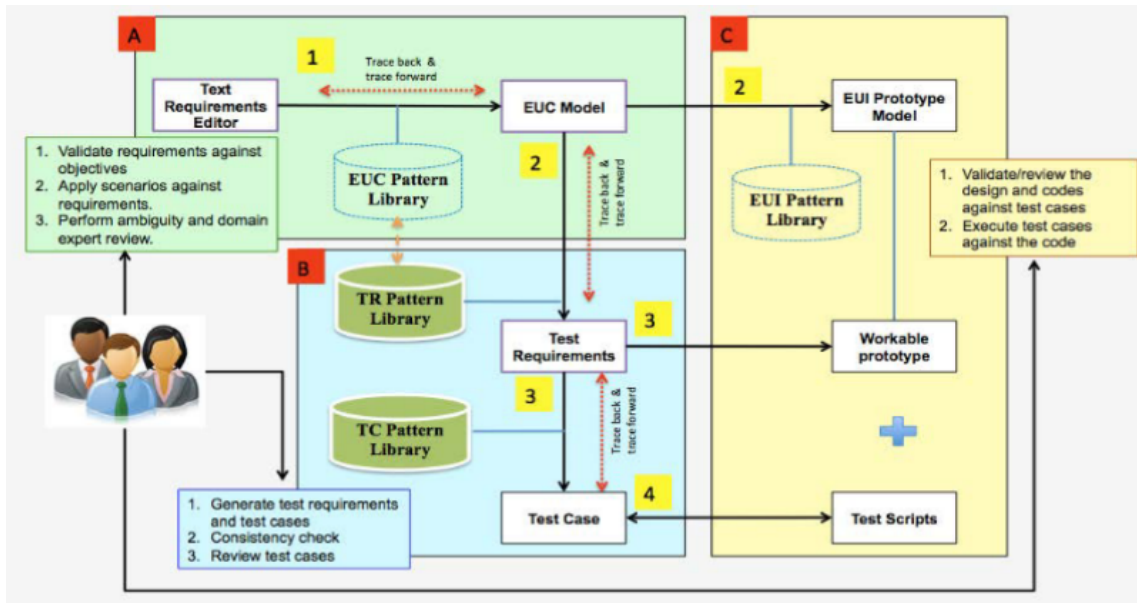 A
C
1
Trace back &
trace forward
2
Text
Requirements
Editor
EUC Model
EUI Prototype
Model
1. Validate requirements against
objectives
2. Apply scenarios against
requirements.
3. Perform ambiguity and domain
expert review.
EUC Pattern
Library
2
Trace back &
trace forward
EUI Pattern
Library
1. Validate/review the
design and codes
against test cases
2. Execute test cases
against the code
B
TR Pattern
Library
Test
Requirements
3
Workable
prototype
3
TC Pattern
Library
Trace back &
trace forward
1. Generate test requirements
and test cases
2. Consistency check
3. Review test cases
Test Case
4
Test Scripts